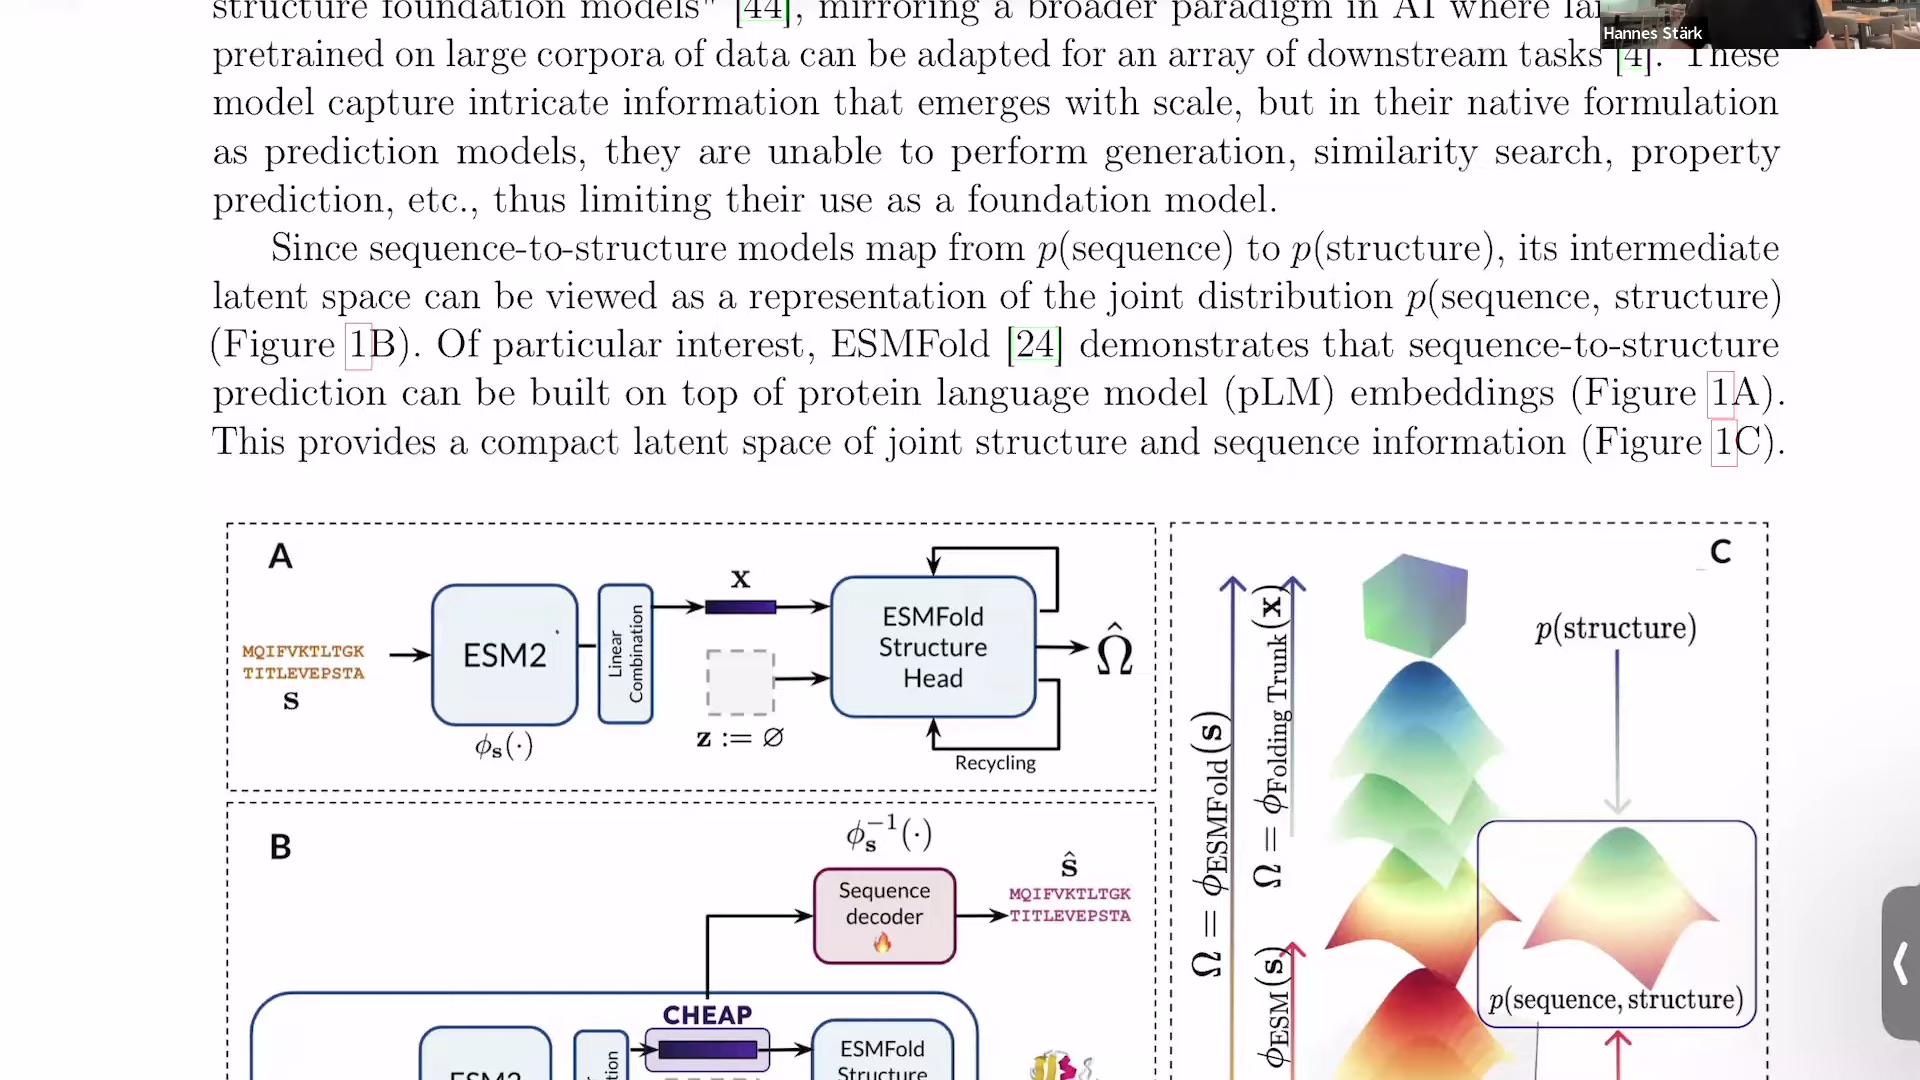 structure foundation models" [44], mirroring a broader paradigm in AI where
Hannes Stärk
pretrained on large corpora of data can be adapted for an array of downstream tasks [4]. These
model capture intricate information that emerges with scale, but in their native formulation
as prediction models, they are unable to perform generation, similarity search, property
prediction, etc., thus limiting their use as a foundation model.
Since sequence-to-structure models map from p(sequence) to p(structure), its intermediate
latent space can be viewed as a representation of the joint distribution p(sequence, structure)
(Figure 1B). Of particular interest, ESMFold [24] demonstrates that sequence-to-structure
prediction can be built on top of protein language model (pLM) embeddings (Figure 1A).
This provides a compact latent space of joint structure and sequence information (Figure 1C).
A
MQIFVKTLTGK
TITLEVEPSTA
s
ESM2
ϕs(·)
Linear
Combination
x
z := ∅
ESMFold
Structure
Head
Recycling
Ω̂
B
ϕs⁻¹(·)
Sequence
decoder
ŝ
MQIFVKTLTGK
TITLEVEPSTA
CHEAP
ESM2
ESMFold
Structure
C
Ω = ϕESMFold(s)
Ω = ϕFolding Trunk(x)
ϕESM(s)
p(structure)
p(sequence, structure)